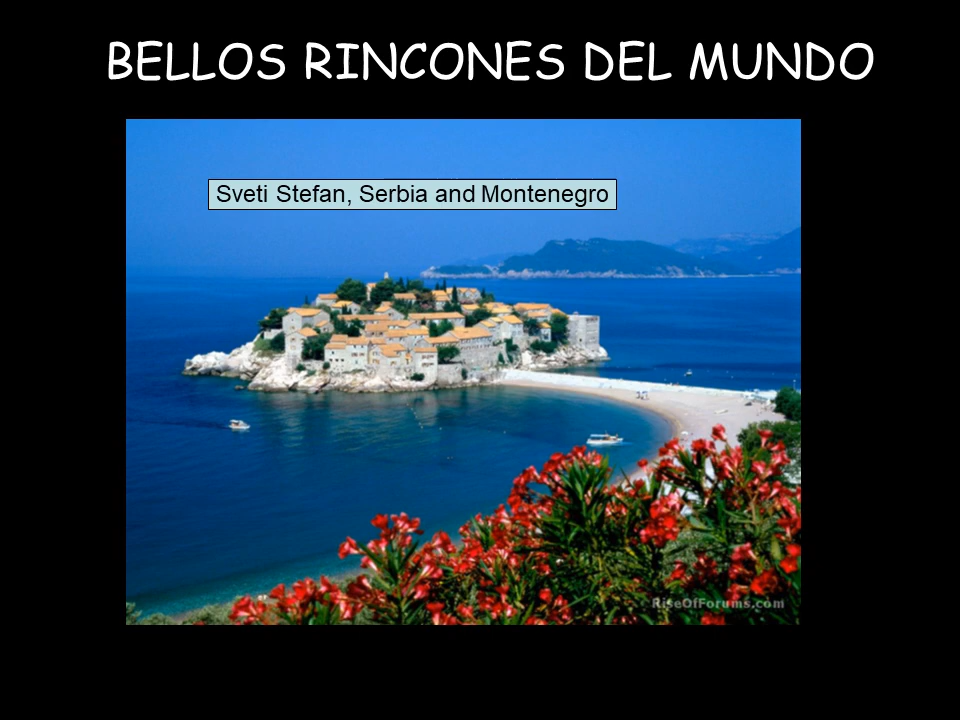 BELLOS RINCONES DEL MUNDO
Sveti Stefan, Serbia and Montenegro
RiseOfForums.com